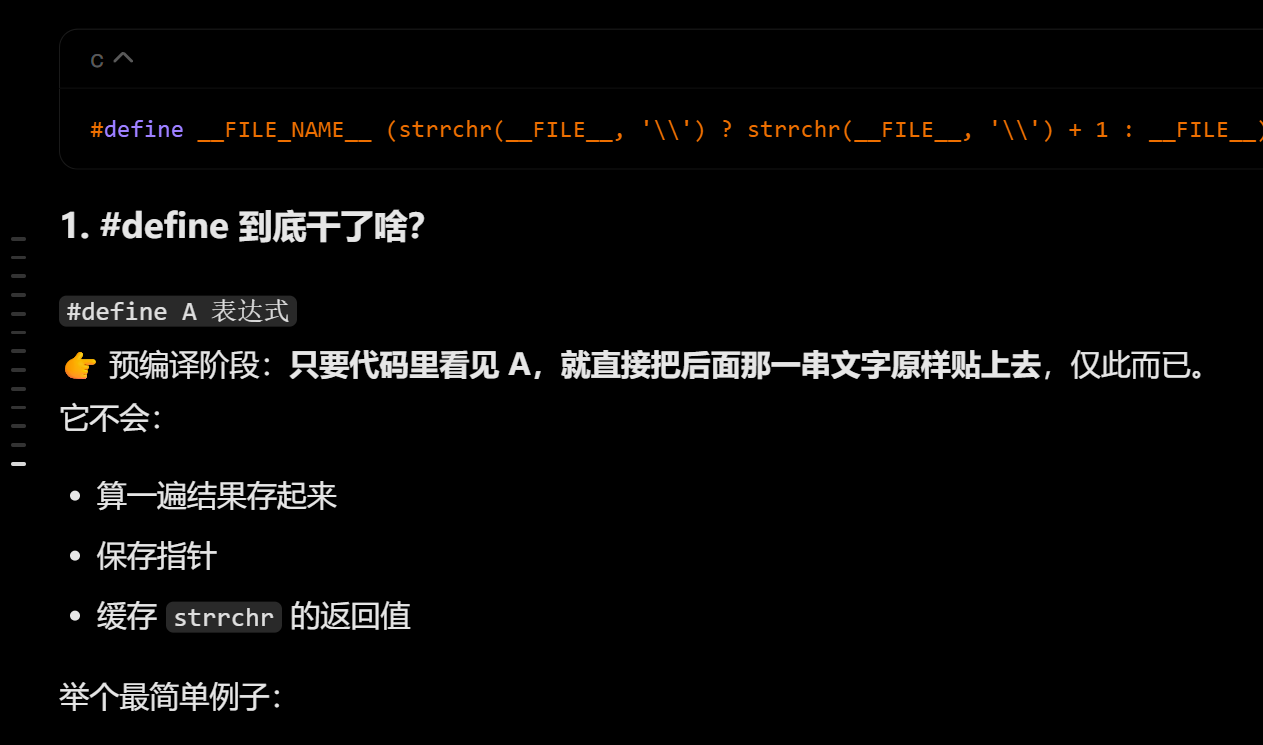 c
#define __FILE_NAME__ (strrchr(__FILE__, '\\') ? strrchr(__FILE__, '\\') + 1 : __FILE__)
1. #define 到底干了啥？
#define A 表达式
👉 预编译阶段：只要代码里看见 A，就直接把后面那一串文字原样贴上去，仅此而已。
它不会：
• 算一遍结果存起来
• 保存指针
• 缓存 strrchr 的返回值
举个最简单例子：